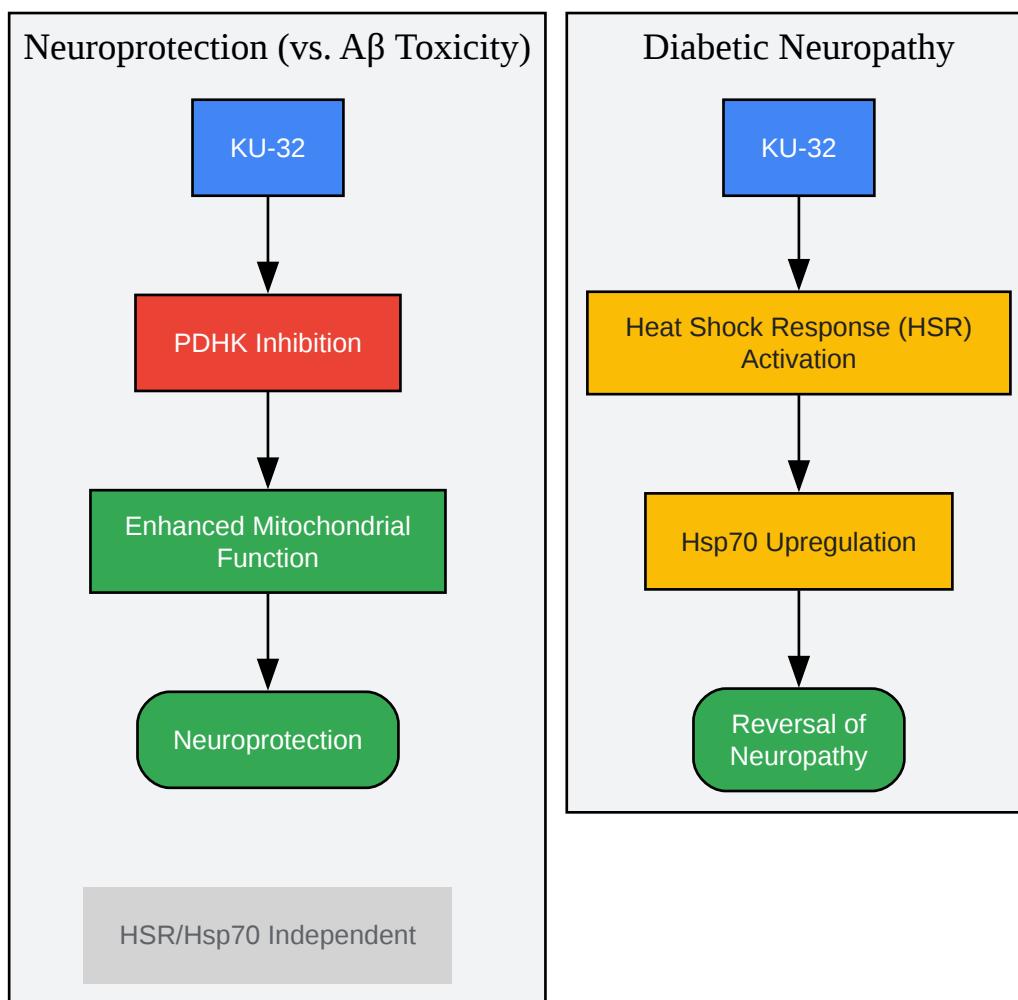 Neuroprotection (vs. Aβ Toxicity)
KU-32
PDHK Inhibition
Enhanced Mitochondrial
Function
Neuroprotection
HSR/Hsp70 Independent
Diabetic Neuropathy
KU-32
Heat Shock Response (HSR)
Activation
Hsp70 Upregulation
Reversal of
Neuropathy